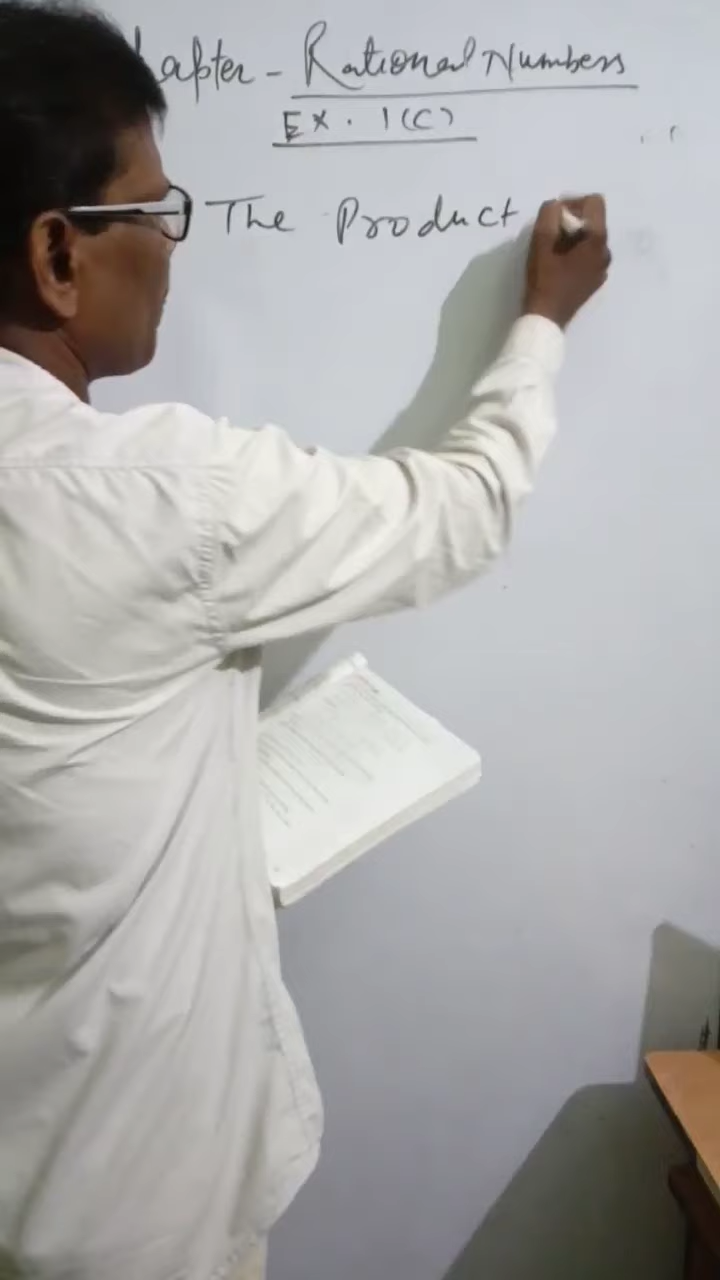 hapter - Rational Numbers
Ex. 1(C)
The Product